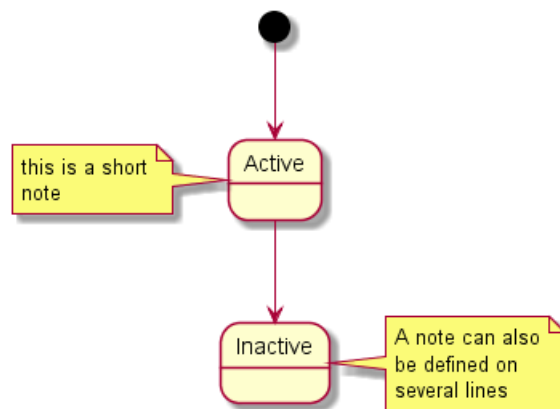 Active
this is a short
note
Inactive
A note can also
be defined on
several lines